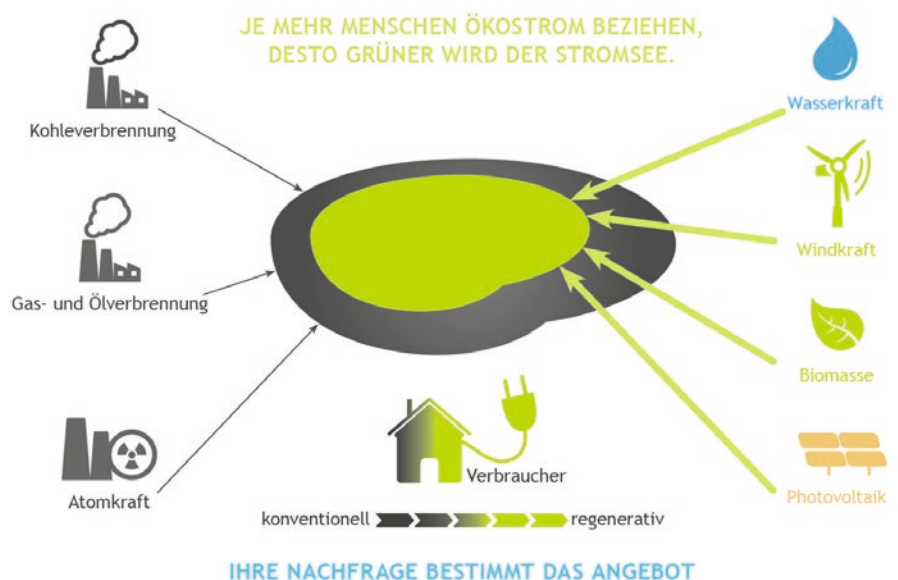 JE MEHR MENSCHEN ÖKOSTROM BEZIEHEN,
DESTO GRÜNER WIRD DER STROMSEE.
Kohleverbrennung
Wasserkraft
Gas- und Ölverbrennung
Windkraft
Biomasse
Atomkraft
Verbraucher
Photovoltaik
konventionell
regenerativ
IHRE NACHFRAGE BESTIMMT DAS ANGEBOT